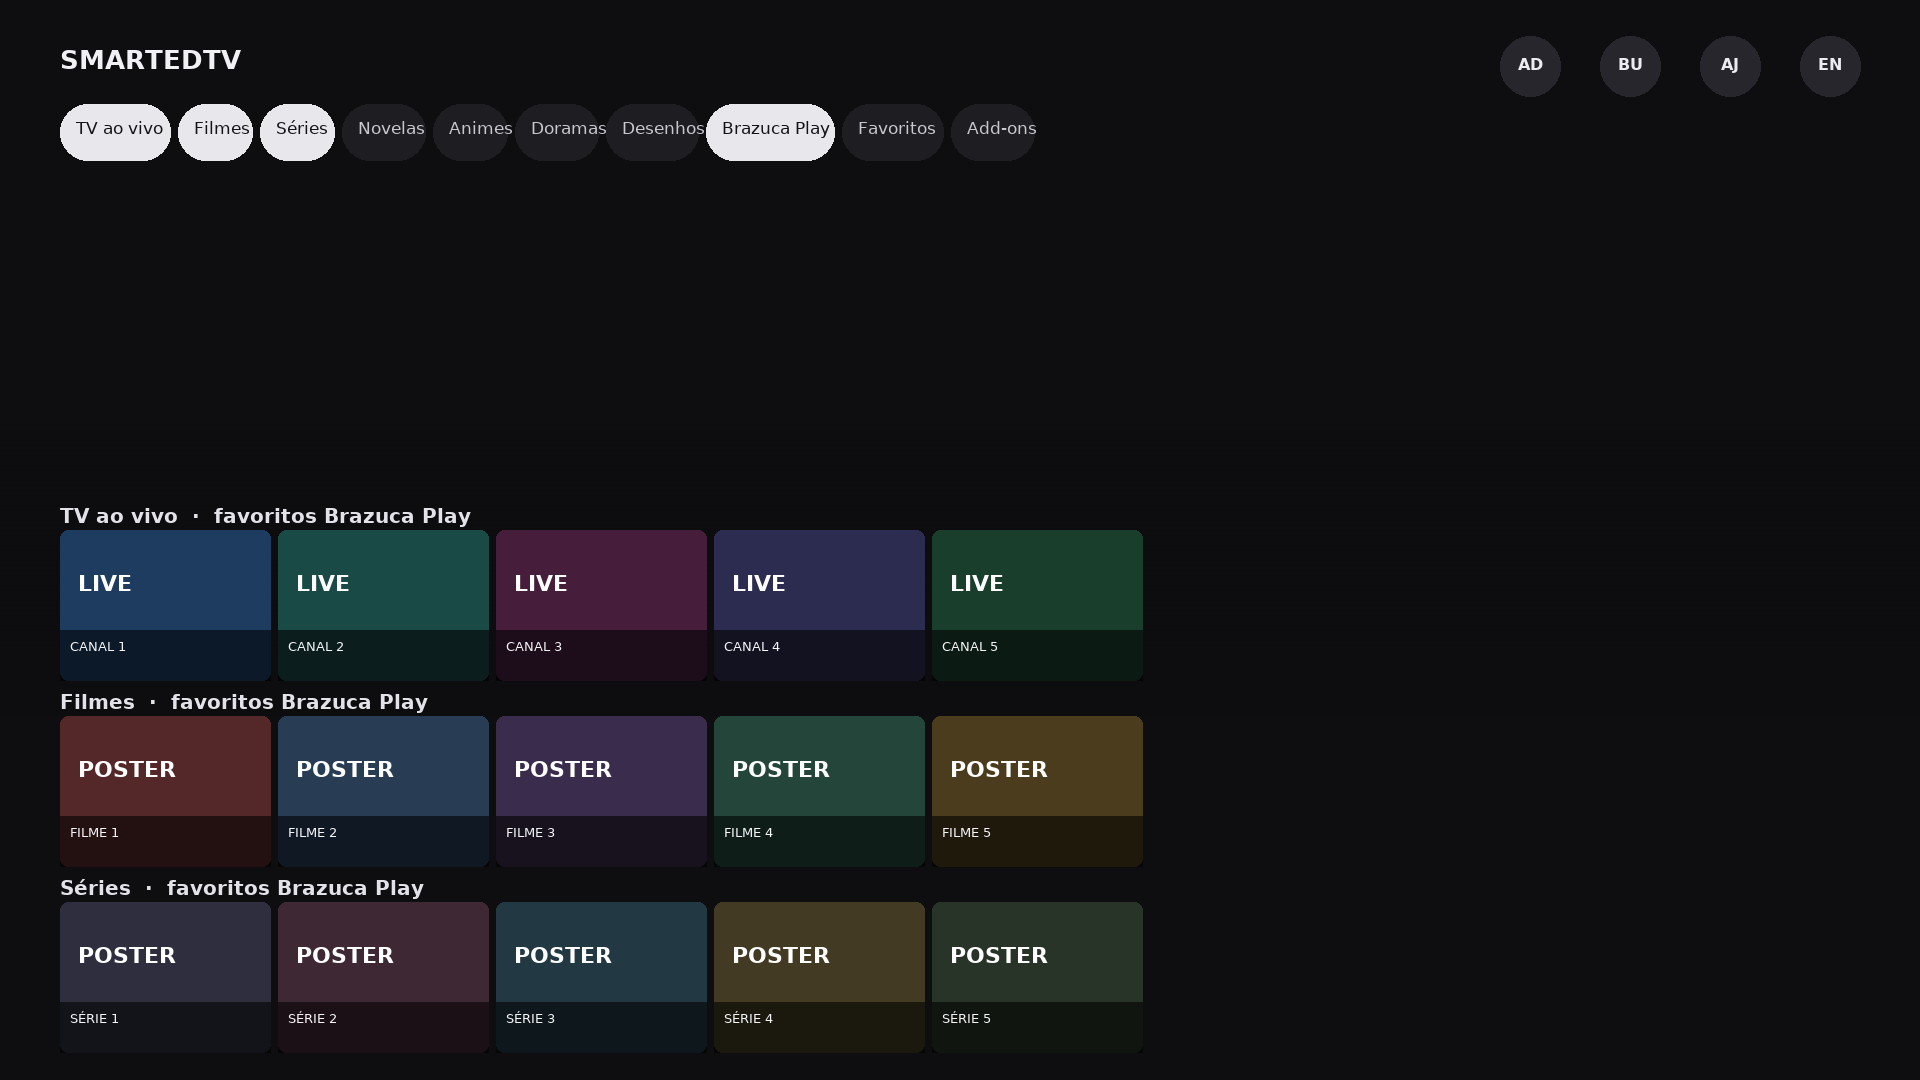 SMARTEDTV
AD BU AJ EN
TV ao vivo Filmes Séries Novelas Animes Doramas Desenhos Brazuca Play Favoritos Add-ons
TV ao vivo · favoritos Brazuca Play
LIVE LIVE LIVE LIVE LIVE
CANAL 1 CANAL 2 CANAL 3 CANAL 4 CANAL 5
Filmes · favoritos Brazuca Play
POSTER POSTER POSTER POSTER POSTER
FILME 1 FILME 2 FILME 3 FILME 4 FILME 5
Séries · favoritos Brazuca Play
POSTER POSTER POSTER POSTER POSTER
SÉRIE 1 SÉRIE 2 SÉRIE 3 SÉRIE 4 SÉRIE 5